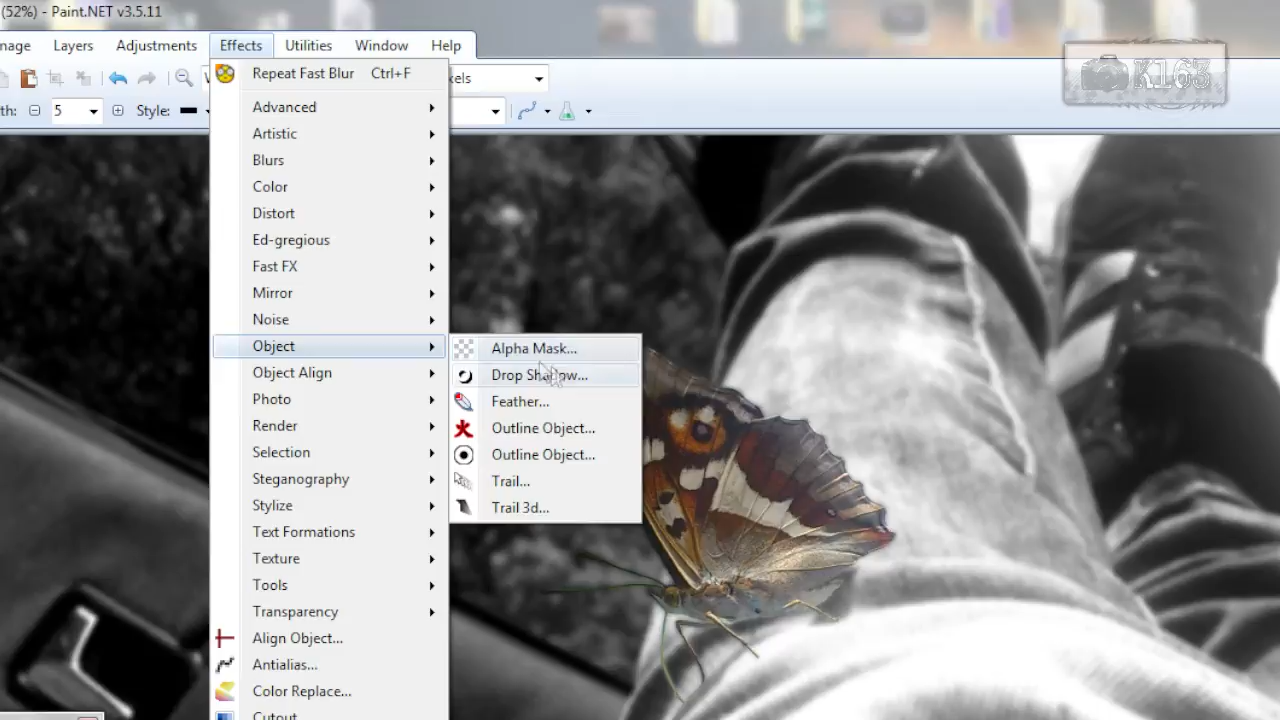 (52%) - Paint.NET v3.5.11
mage Layers Adjustments Effects Utilities Window Help
Repeat Fast Blur Ctrl+F
xels
K163
th: 5 Style:
Advanced
Artistic
Blurs
Color
Distort
Ed-gregious
Fast FX
Mirror
Noise
Object
Object Align
Photo
Render
Selection
Steganography
Stylize
Text Formations
Texture
Tools
Transparency
Align Object...
Antialias...
Color Replace...
Cutout
Alpha Mask...
Drop Shadow...
Feather...
Outline Object...
Outline Object...
Trail...
Trail 3d...